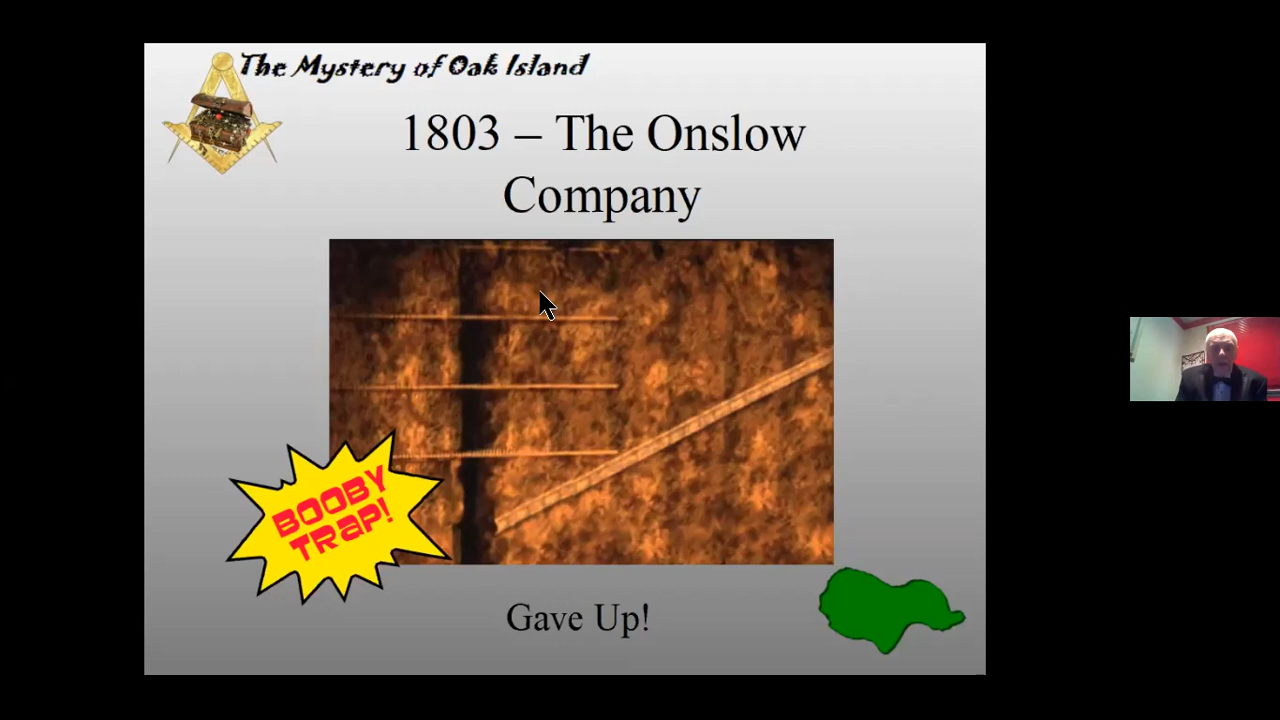 The Mystery of Oak Island
1803 – The Onslow
Company
BOOBY
TRAP!
Gave Up!